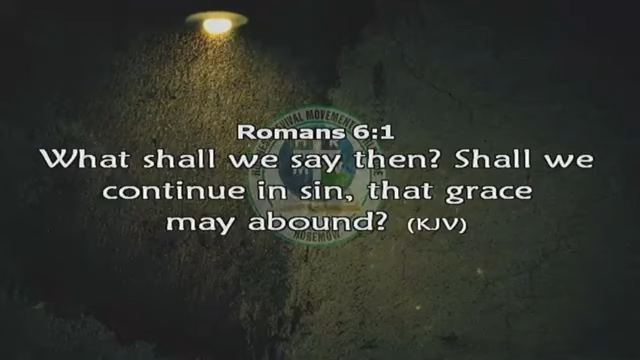 Romans 6:1
What shall we say then? Shall we
continue in sin, that grace
may abound? (KJV)